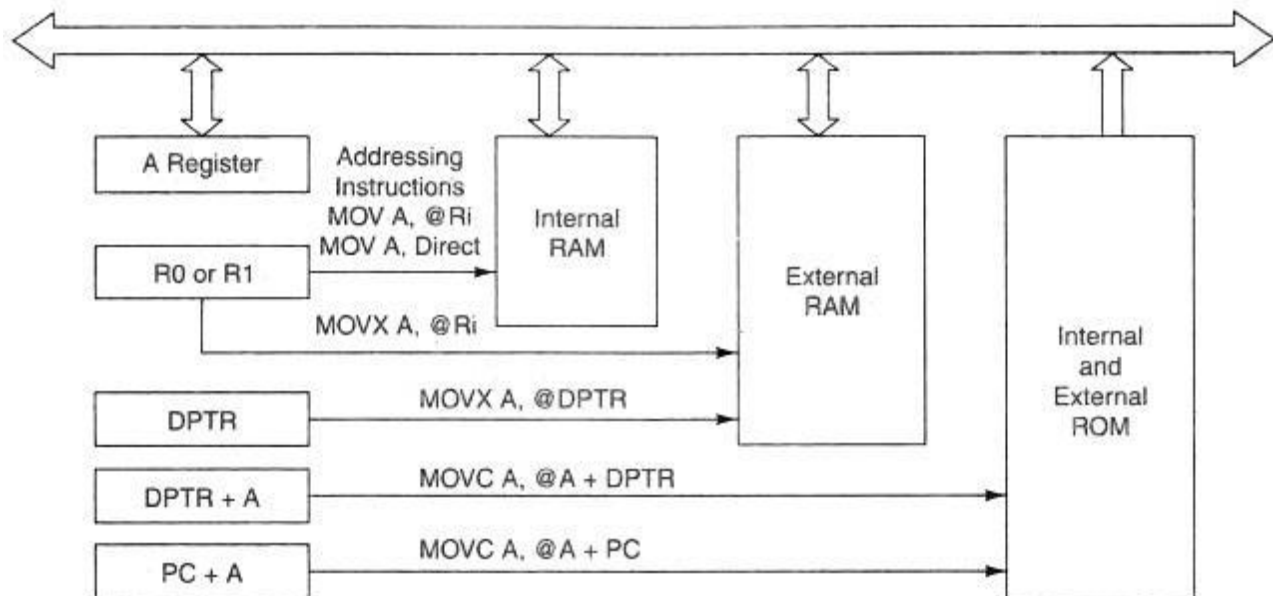 A Register
Addressing
Instructions
MOV A, @Ri
MOV A, Direct
Internal
RAM
R0 or R1
MOVX A, @Ri
External
RAM
Internal
and
External
ROM
DPTR
MOVX A, @DPTR
DPTR + A
MOVC A, @A + DPTR
PC + A
MOVC A, @A + PC